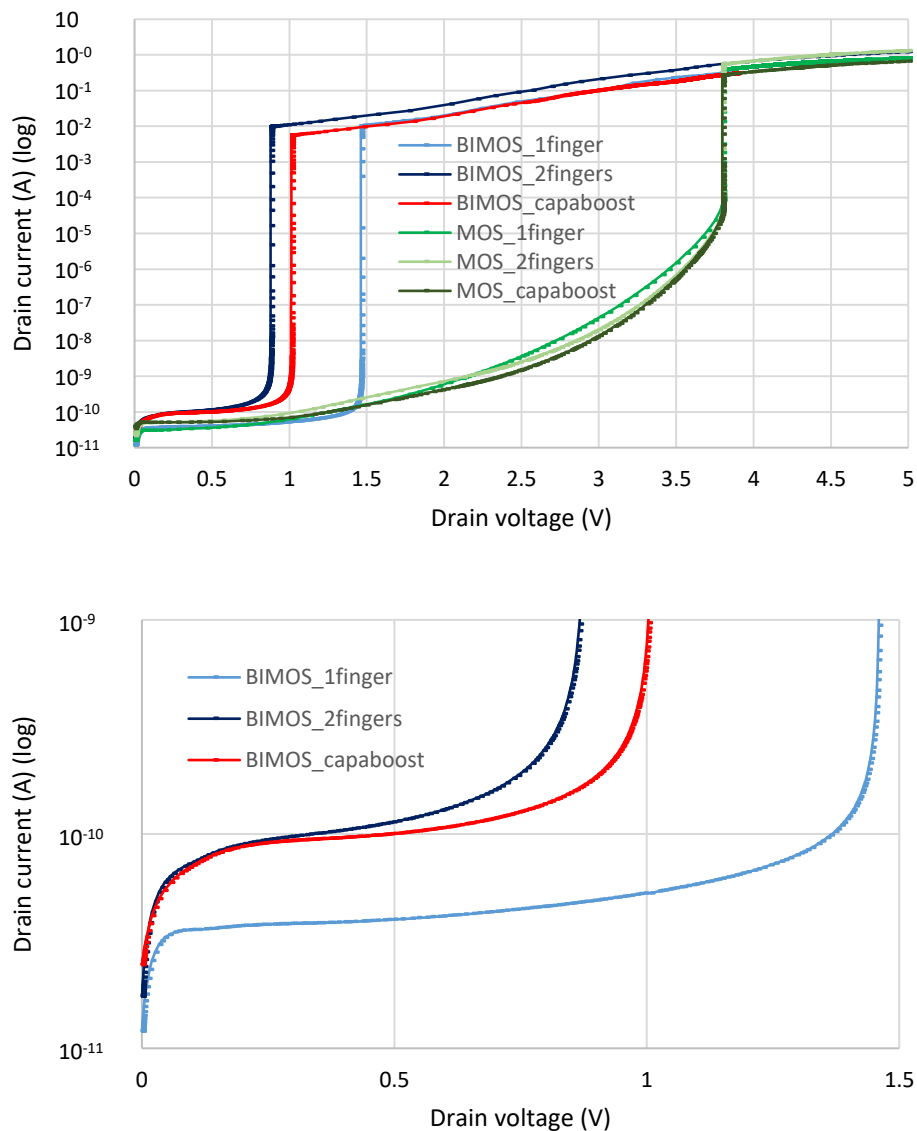 10
10-0
10-1
10-2
10-3
10-4
10-5
10-6
10-7
10-8
10-9
10-10
10-11
Drain current (A) (log)
BIMOS_1finger
BIMOS_2fingers
BIMOS_capaboost
MOS_1finger
MOS_2fingers
MOS_capaboost
0 0.5 1 1.5 2 2.5 3 3.5 4 4.5 5
Drain voltage (V)
10-9
10-10
10-11
Drain current (A) (log)
BIMOS_1finger
BIMOS_2fingers
BIMOS_capaboost
0 0.5 1 1.5
Drain voltage (V)